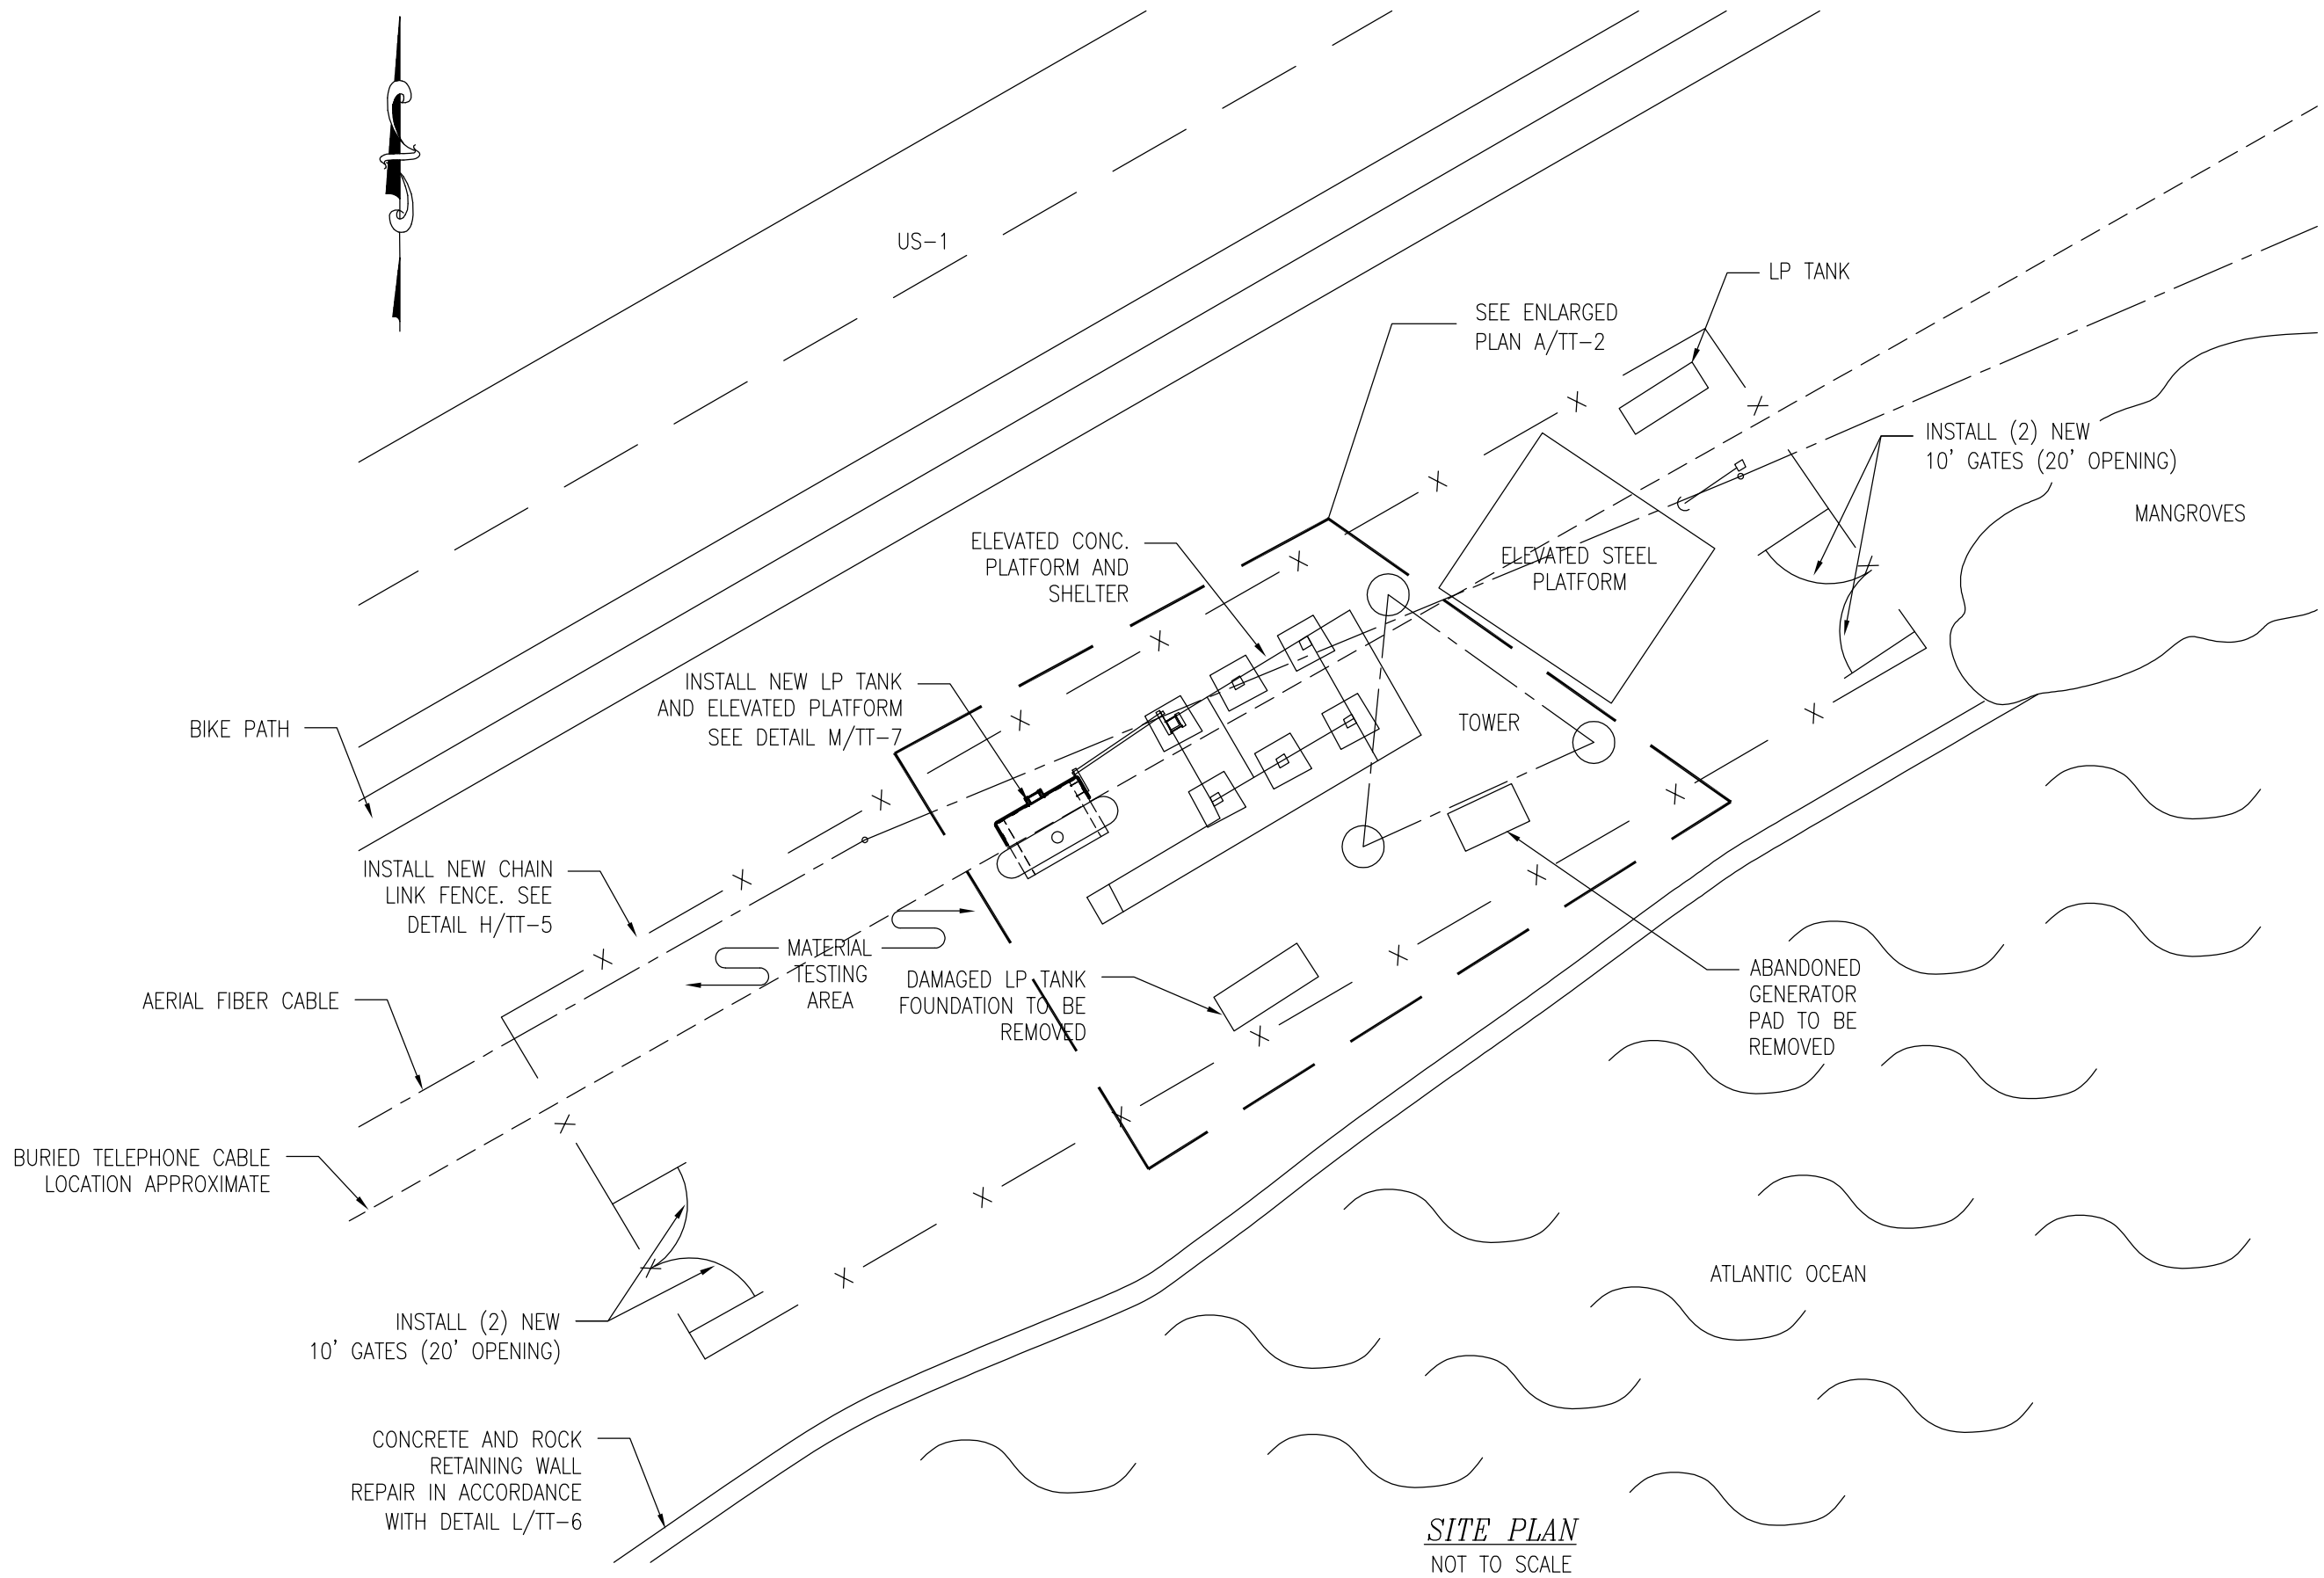 US-1
LP TANK
SEE ENLARGED
PLAN A/TT-2
INSTALL (2) NEW
10' GATES (20' OPENING)
MANGROVES
ELEVATED CONC.
PLATFORM AND
SHELTER
ELEVATED STEEL
PLATFORM
INSTALL NEW LP TANK
AND ELEVATED PLATFORM
SEE DETAIL M/TT-7
TOWER
BIKE PATH
INSTALL NEW CHAIN
LINK FENCE. SEE
DETAIL H/TT-5
MATERIAL
TESTING
AREA
DAMAGED LP TANK
FOUNDATION TO BE
REMOVED
ABANDONED
GENERATOR
PAD TO BE
REMOVED
AERIAL FIBER CABLE
BURIED TELEPHONE CABLE
LOCATION APPROXIMATE
ATLANTIC OCEAN
INSTALL (2) NEW
10' GATES (20' OPENING)
CONCRETE AND ROCK
RETAINING WALL
REPAIR IN ACCORDANCE
WITH DETAIL L/TT-6
SITE PLAN
NOT TO SCALE